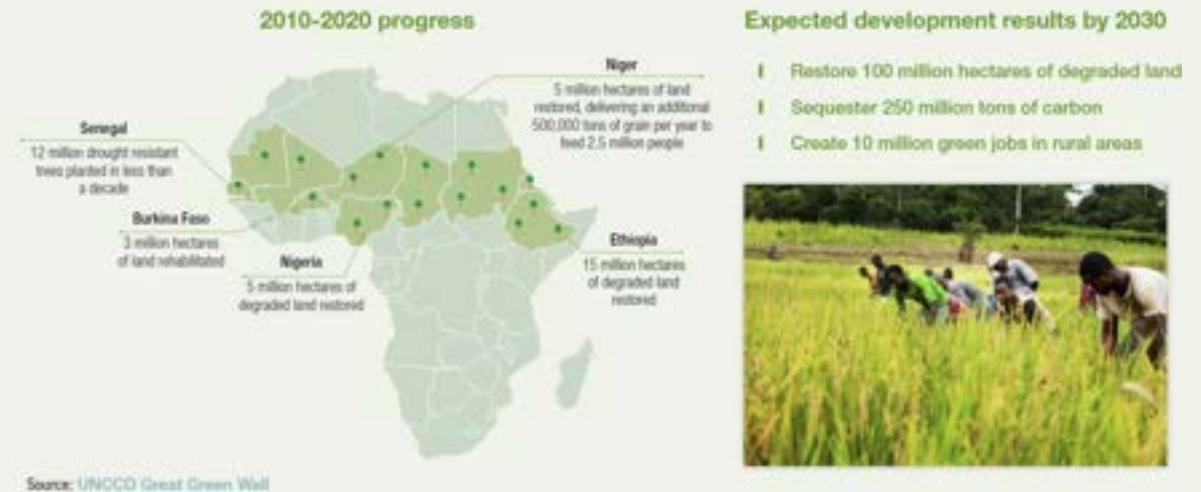 2010-2020 progress
Niger
5 million hectares of land
restored, delivering an additional
500,000 tons of grain per year to
feed 2.5 million people
Senegal
12 million drought resistant
trees planted in less than
a decade
Burkina Faso
3 million hectares
of land rehabilitated
Nigeria
5 million hectares of
degraded land restored
Ethiopia
15 million hectares
of degraded land
restored
Source: UNCCD Great Green Wall
Expected development results by 2030
Restore 100 million hectares of degraded land
Sequester 250 million tons of carbon
Create 10 million green jobs in rural areas